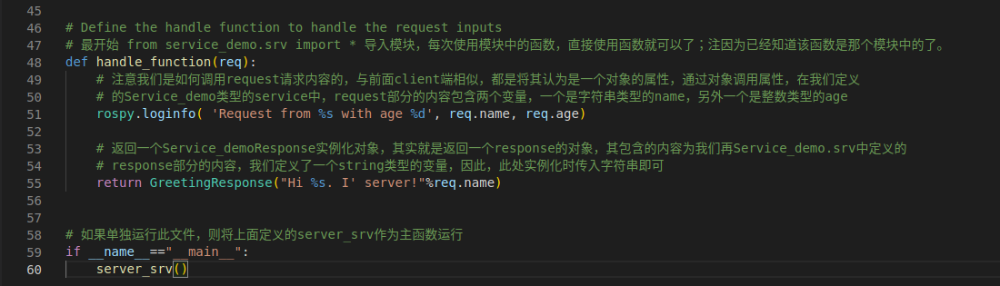 45
46 # Define the handle function to handle the request inputs
47 # 最开始 from service_demo.srv import * 导入模块，每次使用模块中的函数，直接使用函数就可以了；注因为已经知道该函数是那个模块中的了。
48 def handle_function(req):
49 # 注意我们是如何调用request请求内容的，与前面client端相似，都是将其认为是一个对象的属性，通过对象调用属性，在我们定义
50 # 的Service_demo类型的service中，request部分的内容包含两个变量，一个是字符串类型的name，另外一个是整数类型的age
51 rospy.loginfo( 'Request from %s with age %d', req.name, req.age)
52
53 # 返回一个Service_demoResponse实例化对象，其实就是返回一个response的对象，其包含的内容为我们再Service_demo.srv中定义的
54 # response部分的内容，我们定义了一个string类型的变量，因此，此处实例化时传入字符串即可
55 return GreetingResponse("Hi %s. I' server!"%req.name)
56
57
58 # 如果单独运行此文件，则将上面定义的server_srv作为主函数运行
59 if __name__=="__main__":
60 server_srv()